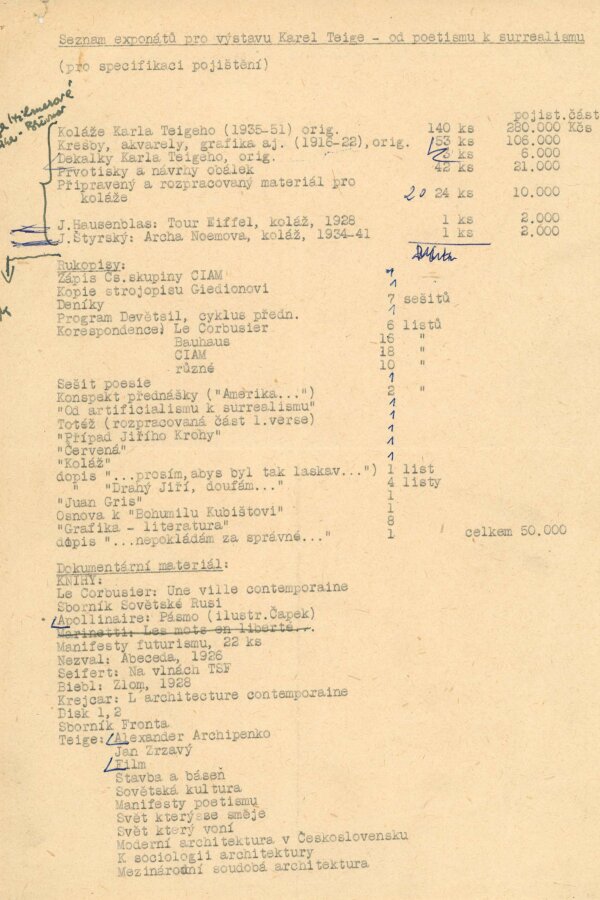 Seznam exponátů pro výstavu Karel Teige - od poetismu k surrealismu
(pro specifikaci pojištění)
pojist.část
Koláže Karla Teigeho (1935-51) orig. 140 ks 280.000 Kčs
Kresby, akvarely, grafika aj. (1916-22), orig. 53 ks 106.000
Dekalky Karla Teigeho, orig. 3 ks 6.000
Prvotisky a návrhy obálek 42 ks 21.000
Připravený a rozpracovaný materiál pro
koláže 20 24 ks 10.000
J.Hausenblas: Tour Eiffel, koláž, 1928 1 ks 2.000
J.Štyrský: Archa Noemova, koláž, 1934-41 1 ks 2.000
Rukopisy:
Zápis Čs.skupiny CIAM 1
Kopie strojopisu Giedionovi 1
Deníky 7 sešitů
Program Devětsil, cyklus předn. 1
Korespondence: Le Corbusier 6 listů
Bauhaus 16 "
CIAM 18 "
různé 10 "
Sešit poesie 1
Konspekt přednášky ("Amerika...") 2 "
"Od artificialismu k surrealismu" 1
Totéž (rozpracovaná část 1.verse) 1
"Případ Jiřího Krohy" 1
"Červená" 1
"Koláž" 1
dopis "...prosím,abys byl tak laskav...") 1 list
" "Drahý Jiří, doufám..." 4 listy
"Juan Gris" 1
Osnova k "Bohumilu Kubištovi" 1
"Grafika - literatura" 8
dopis "...nepokládám za správné..." 1 celkem 50.000
Dokumentární materiál:
KNIHY:
Le Corbusier: Une ville contemporaine
Sborník Sovětské Rusi
Apollinaire: Pásmo (ilustr.Čapek)
Marinetti: Les mots en liberté...
Manifesty futurismu, 22 ks
Nezval: Abeceda, 1926
Seifert: Na vlnách TSF
Biebl: Zlom, 1928
Krejcar: L architecture contemporaine
Disk 1,2
Sborník Fronta
Teige: Alexander Archipenko
Jan Zrzavý
Film
Stavba a báseň
Sovětská kultura
Manifesty poetismu
Svět kterýsse směje
Svět který voní
Moderní architektura v Československu
K sociologii architektury
Mezinárodní soudobá architektura